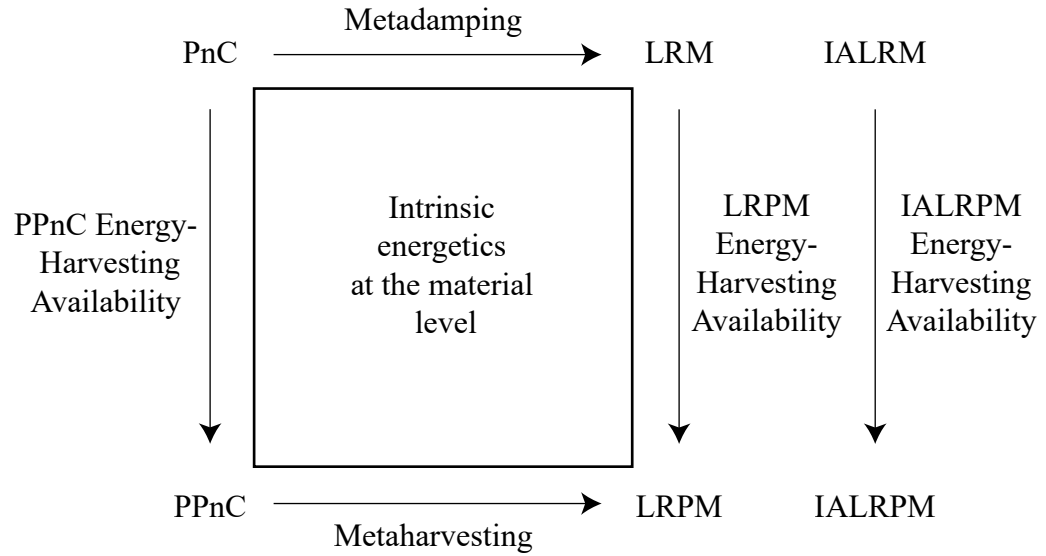 Metadamping
PnC
LRM
IALRM
PPnC Energy-
Harvesting
Availability
Intrinsic
energetics
at the material
level
LRPM
Energy-
Harvesting
Availability
IALRPM
Energy-
Harvesting
Availability
PPnC
LRPM
IALRPM
Metaharvesting